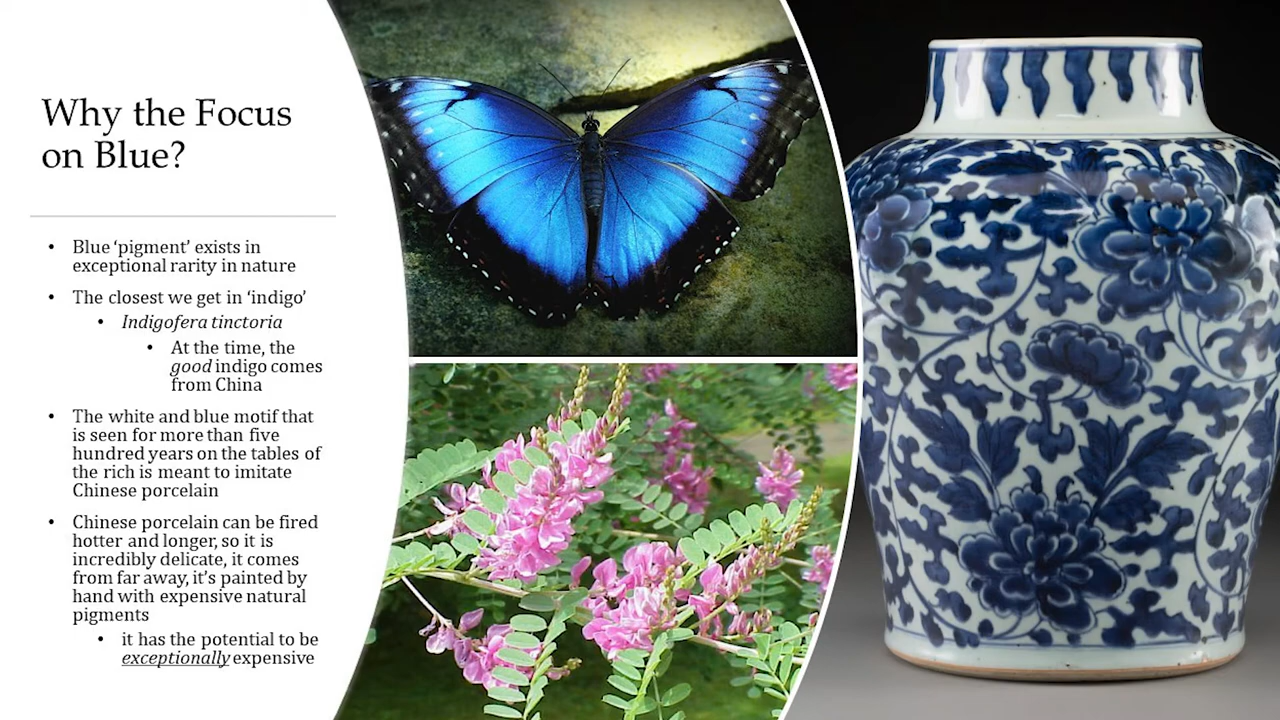 Why the Focus
on Blue?
• Blue ‘pigment’ exists in
exceptional rarity in nature
• The closest we get in ‘indigo’
• Indigofera tinctoria
• At the time, the
good indigo comes
from China
• The white and blue motif that
is seen for more than five
hundred years on the tables of
the rich is meant to imitate
Chinese porcelain
• Chinese porcelain can be fired
hotter and longer, so it is
incredibly delicate, it comes
from far away, it’s painted by
hand with expensive natural
pigments
• it has the potential to be
exceptionally expensive